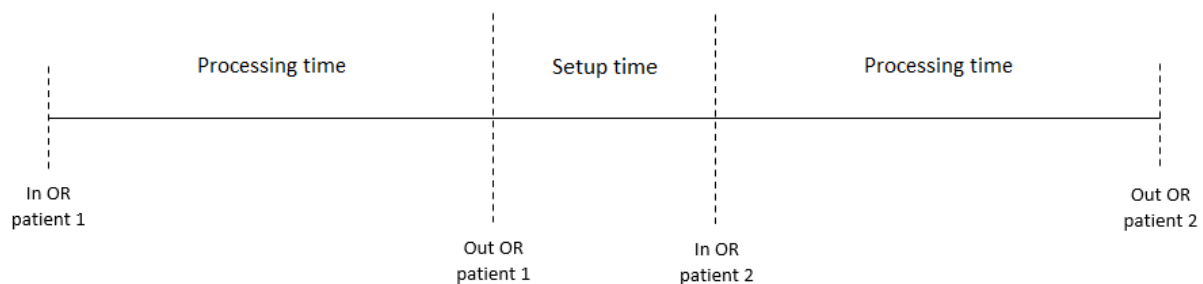 Processing time
Setup time
Processing time
In OR
patient 1
Out OR
patient 1
In OR
patient 2
Out OR
patient 2